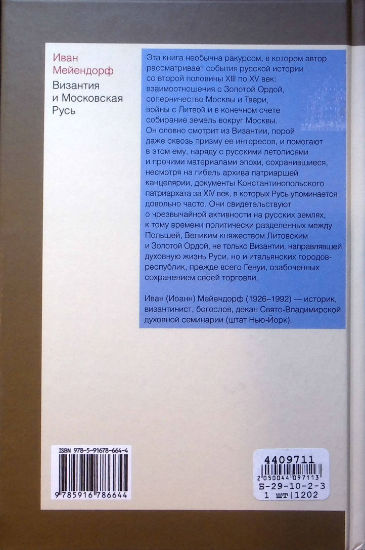 Иван
Мейендорф
Византия
и Московская
Русь
Эта книга необычна ракурсом, в котором автор
рассматривает события русской истории
со второй половины XIII по XV век:
взаимоотношения с Золотой Ордой,
соперничество Москвы и Твери,
войны с Литвой и в конечном счете
собирание земель вокруг Москвы.
Он словно смотрит из Византии, порой
даже сквозь призму ее интересов, и помогают
в этом ему, наряду с русскими летописями
и прочими материалами эпохи, сохранившиеся,
несмотря на гибель архива патриаршей
канцелярии, документы Константинопольского
патриархата за XIV век, в которых Русь упоминается
довольно часто. Они свидетельствуют
о чрезвычайной активности на русских землях,
к тому времени политически разделенных между
Польшей, Великим княжеством Литовским
и Золотой Ордой, не только Византии, направлявшей
духовную жизнь Руси, но и итальянских городов-
республик, прежде всего Генуи, озабоченных
сохранением своей торговли.
Иван (Иоанн) Мейендорф (1926–1992) — историк,
византинист, богослов, декан Свято-Владимирской
духовной семинарии (штат Нью-Йорк).
ISBN 978-5-91678-664-4
9 785916 786644
4409711
2 050044 097113
Б-29-10-2-3
1 шт|1202